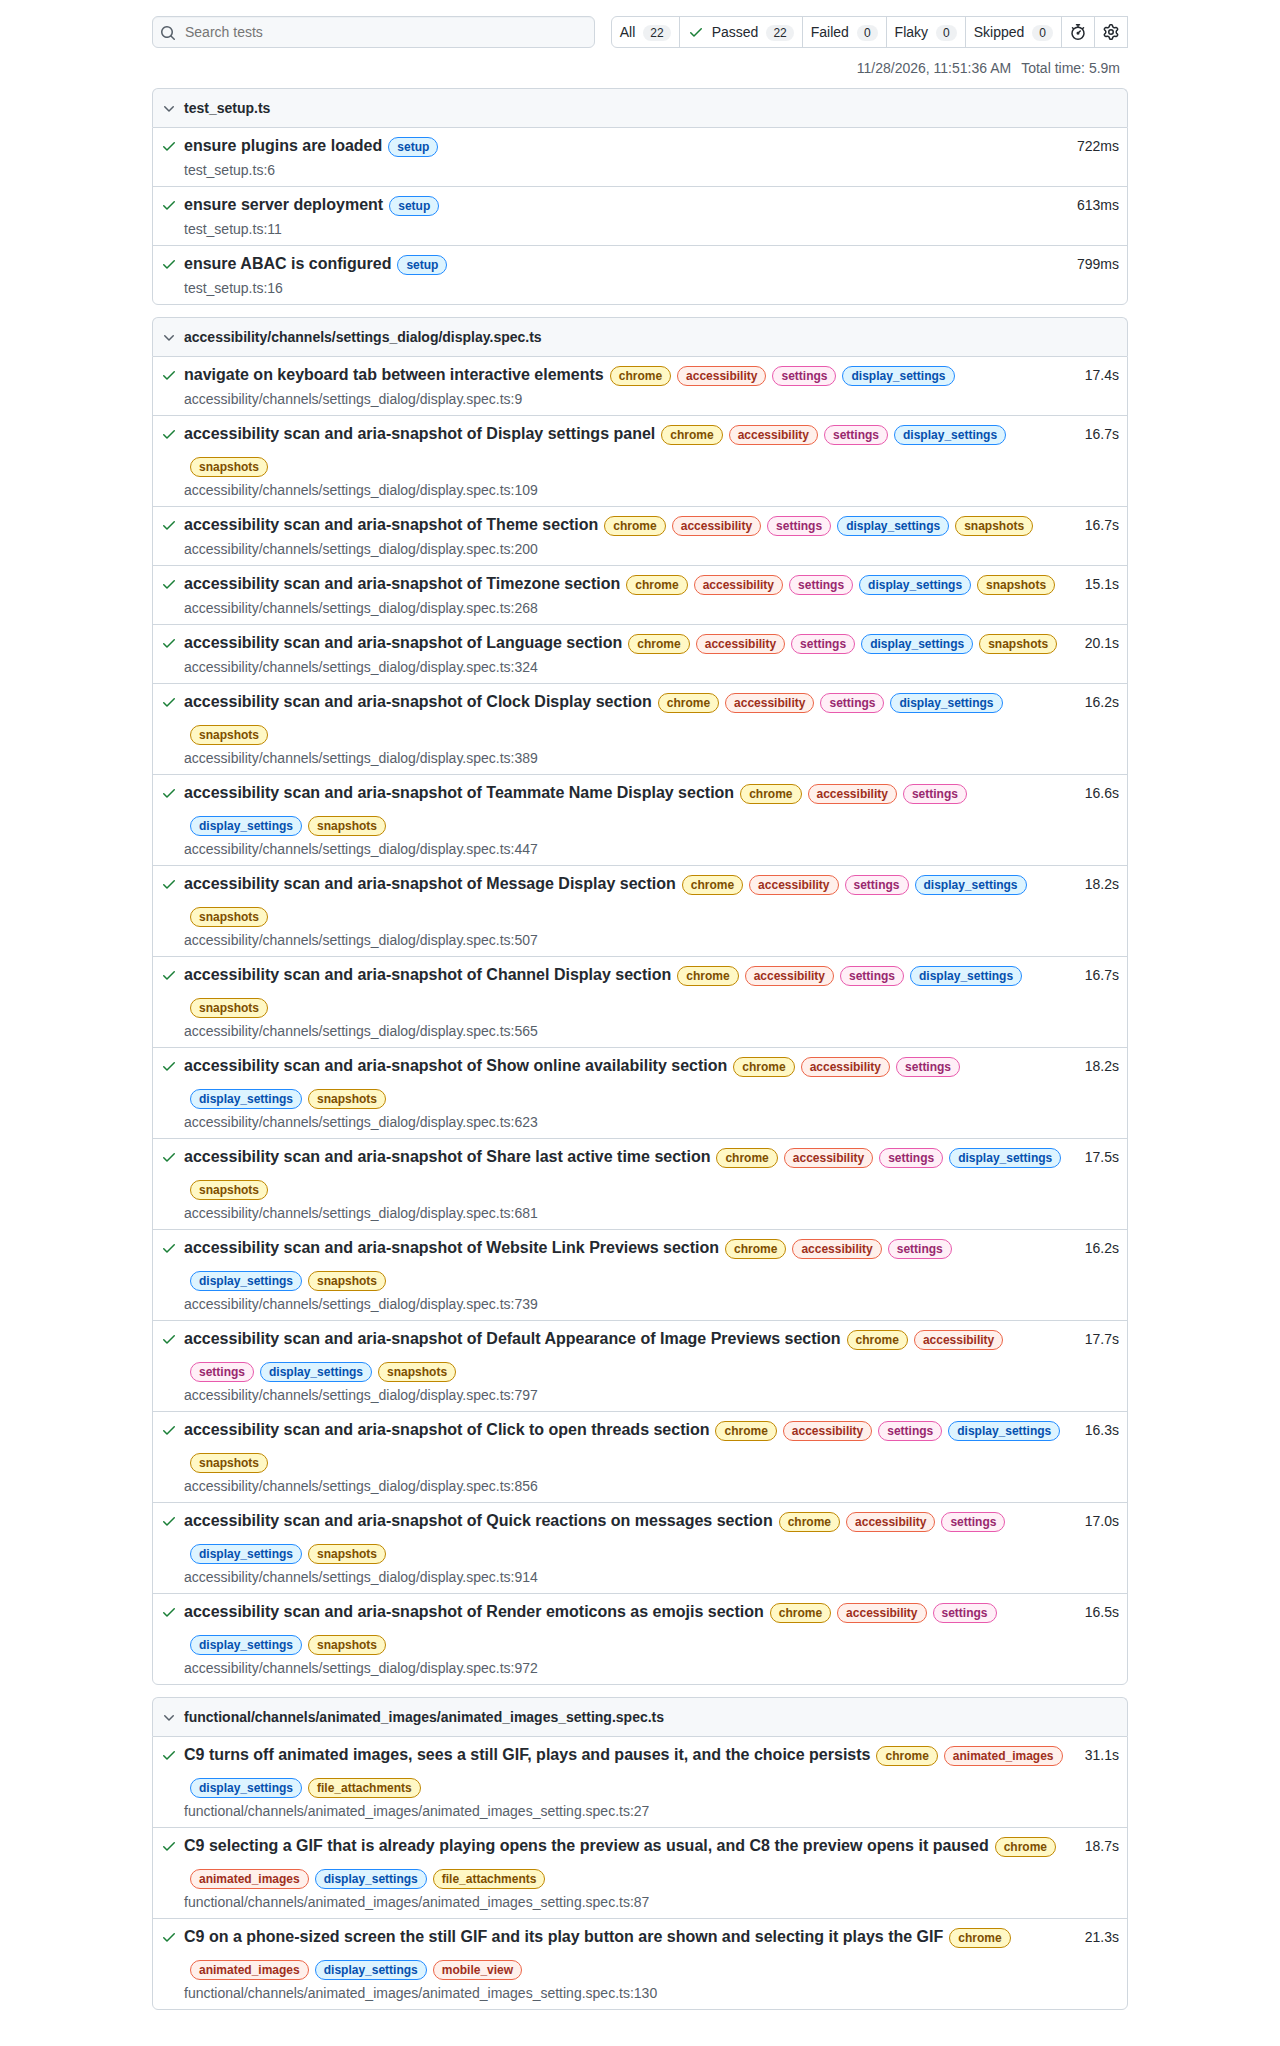 Search tests
All 22 Passed 22 Failed 0 Flaky 0 Skipped 0
11/28/2026, 11:51:36 AM Total time: 5.9m
test_setup.ts
ensure plugins are loaded setup 722ms
test_setup.ts:6
ensure server deployment setup 613ms
test_setup.ts:11
ensure ABAC is configured setup 799ms
test_setup.ts:16
accessibility/channels/settings_dialog/display.spec.ts
navigate on keyboard tab between interactive elements chrome accessibility settings display_settings 17.4s
accessibility/channels/settings_dialog/display.spec.ts:9
accessibility scan and aria-snapshot of Display settings panel chrome accessibility settings display_settings 16.7s
snapshots
accessibility/channels/settings_dialog/display.spec.ts:109
accessibility scan and aria-snapshot of Theme section chrome accessibility settings display_settings snapshots 16.7s
accessibility/channels/settings_dialog/display.spec.ts:200
accessibility scan and aria-snapshot of Timezone section chrome accessibility settings display_settings snapshots 15.1s
accessibility/channels/settings_dialog/display.spec.ts:268
accessibility scan and aria-snapshot of Language section chrome accessibility settings display_settings snapshots 20.1s
accessibility/channels/settings_dialog/display.spec.ts:324
accessibility scan and aria-snapshot of Clock Display section chrome accessibility settings display_settings 16.2s
snapshots
accessibility/channels/settings_dialog/display.spec.ts:389
accessibility scan and aria-snapshot of Teammate Name Display section chrome accessibility settings 16.6s
display_settings snapshots
accessibility/channels/settings_dialog/display.spec.ts:447
accessibility scan and aria-snapshot of Message Display section chrome accessibility settings display_settings 18.2s
snapshots
accessibility/channels/settings_dialog/display.spec.ts:507
accessibility scan and aria-snapshot of Channel Display section chrome accessibility settings display_settings 16.7s
snapshots
accessibility/channels/settings_dialog/display.spec.ts:565
accessibility scan and aria-snapshot of Show online availability section chrome accessibility settings 18.2s
display_settings snapshots
accessibility/channels/settings_dialog/display.spec.ts:623
accessibility scan and aria-snapshot of Share last active time section chrome accessibility settings display_settings 17.5s
snapshots
accessibility/channels/settings_dialog/display.spec.ts:681
accessibility scan and aria-snapshot of Website Link Previews section chrome accessibility settings 16.2s
display_settings snapshots
accessibility/channels/settings_dialog/display.spec.ts:739
accessibility scan and aria-snapshot of Default Appearance of Image Previews section chrome accessibility 17.7s
settings display_settings snapshots
accessibility/channels/settings_dialog/display.spec.ts:797
accessibility scan and aria-snapshot of Click to open threads section chrome accessibility settings display_settings 16.3s
snapshots
accessibility/channels/settings_dialog/display.spec.ts:856
accessibility scan and aria-snapshot of Quick reactions on messages section chrome accessibility settings 17.0s
display_settings snapshots
accessibility/channels/settings_dialog/display.spec.ts:914
accessibility scan and aria-snapshot of Render emoticons as emojis section chrome accessibility settings 16.5s
display_settings snapshots
accessibility/channels/settings_dialog/display.spec.ts:972
functional/channels/animated_images/animated_images_setting.spec.ts
C9 turns off animated images, sees a still GIF, plays and pauses it, and the choice persists chrome animated_images 31.1s
display_settings file_attachments
functional/channels/animated_images/animated_images_setting.spec.ts:27
C9 selecting a GIF that is already playing opens the preview as usual, and C8 the preview opens it paused chrome 18.7s
animated_images display_settings file_attachments
functional/channels/animated_images/animated_images_setting.spec.ts:87
C9 on a phone-sized screen the still GIF and its play button are shown and selecting it plays the GIF chrome 21.3s
animated_images display_settings mobile_view
functional/channels/animated_images/animated_images_setting.spec.ts:130